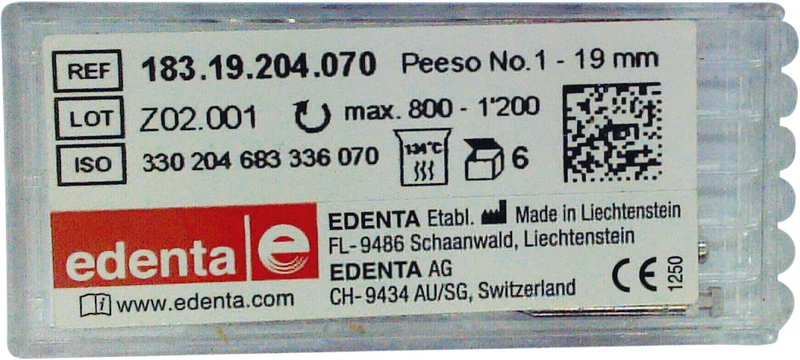 REF 183.19.204.070 Peeso No.1 - 19 mm
LOT Z02.001 max. 800 - 1'200
ISO 330 204 683 336 070 134°C 6
edenta e
EDENTA Etabl. Made in Liechtenstein
FL-9486 Schaanwald, Liechtenstein
EDENTA AG
CH-9434 AU/SG, Switzerland
CE 1250
i www.edenta.com